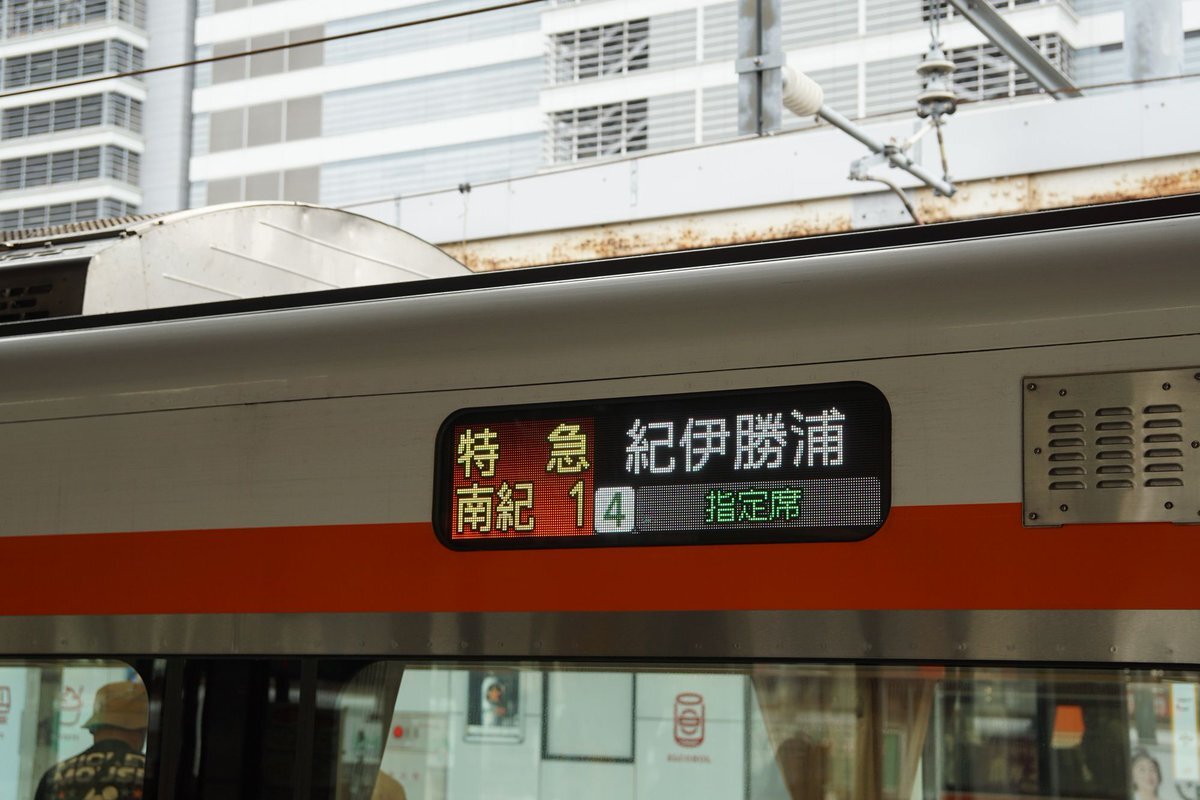 特 急 紀伊勝浦
南紀 1 4 指定席